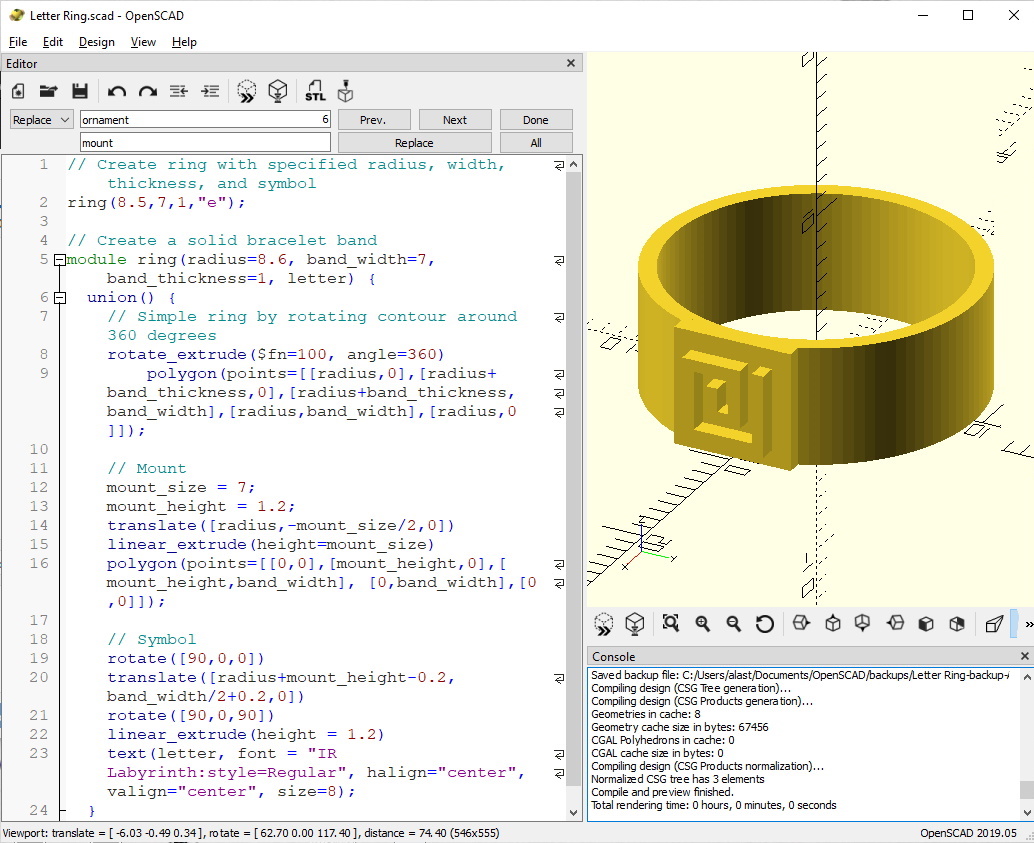 Letter Ring.scad - OpenSCAD
File Edit Design View Help
Editor
STL
Replace ornament 6 Prev. Next Done
mount Replace All
1 // Create ring with specified radius, width,
thickness, and symbol
2 ring(8.5,7,1,"e");
3
4 // Create a solid bracelet band
5 module ring(radius=8.6, band_width=7,
band_thickness=1, letter) {
6 union() {
7 // Simple ring by rotating contour around
360 degrees
8 rotate_extrude($fn=100, angle=360)
9 polygon(points=[[radius,0],[radius+
band_thickness,0],[radius+band_thickness,
band_width],[radius,band_width],[radius,0
]]);
10
11 // Mount
12 mount_size = 7;
13 mount_height = 1.2;
14 translate([radius,-mount_size/2,0])
15 linear_extrude(height=mount_size)
16 polygon(points=[[0,0],[mount_height,0],[
mount_height,band_width], [0,band_width],[0
,0]]);
17
18 // Symbol
19 rotate([90,0,0])
20 translate([radius+mount_height-0.2,
band_width/2+0.2,0])
21 rotate([90,0,90])
22 linear_extrude(height = 1.2)
23 text(letter, font = "IR
Labyrinth:style=Regular", halign="center",
valign="center", size=8);
24 }
z
y
x
Console
Saved backup file: C:/Users/alast/Documents/OpenSCAD/backups/Letter Ring-backup-
Compiling design (CSG Tree generation)...
Compiling design (CSG Products generation)...
Geometries in cache: 8
Geometry cache size in bytes: 67456
CGAL Polyhedrons in cache: 0
CGAL cache size in bytes: 0
Compiling design (CSG Products normalization)...
Normalized CSG tree has 3 elements
Compile and preview finished.
Total rendering time: 0 hours, 0 minutes, 0 seconds
Viewport: translate = [ -6.03 -0.49 0.34 ], rotate = [ 62.70 0.00 117.40 ], distance = 74.40 (546x555)
OpenSCAD 2019.05